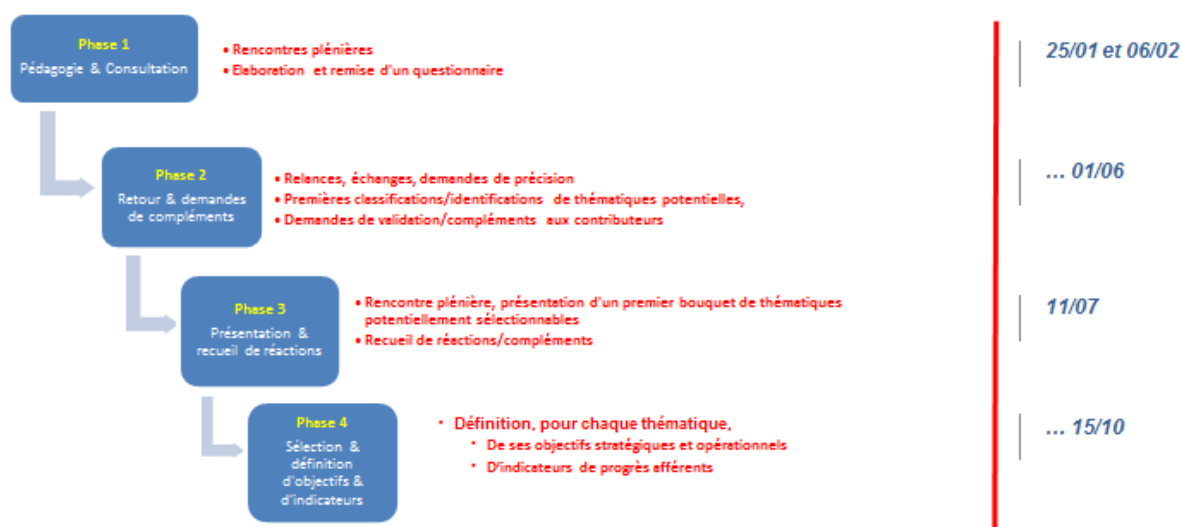 Phase 1
Pédagogie & Consultation
• Rencontres plénières
• Elaboration et remise d'un questionnaire
25/01 et 06/02
Phase 2
Retour & demandes
de compléments
• Relances, échanges, demandes de précision
• Premières classifications/identifications de thématiques potentielles,
• Demandes de validation/compléments aux contributeurs
... 01/06
Phase 3
Présentation &
recueil de réactions
• Rencontre plénière, présentation d'un premier bouquet de thématiques
potentiellement sélectionnables
• Recueil de réactions/compléments
11/07
Phase 4
Sélection &
définition
d'objectifs &
d'indicateurs
• Définition, pour chaque thématique,
• De ses objectifs stratégiques et opérationnels
• D'indicateurs de progrès afférents
... 15/10